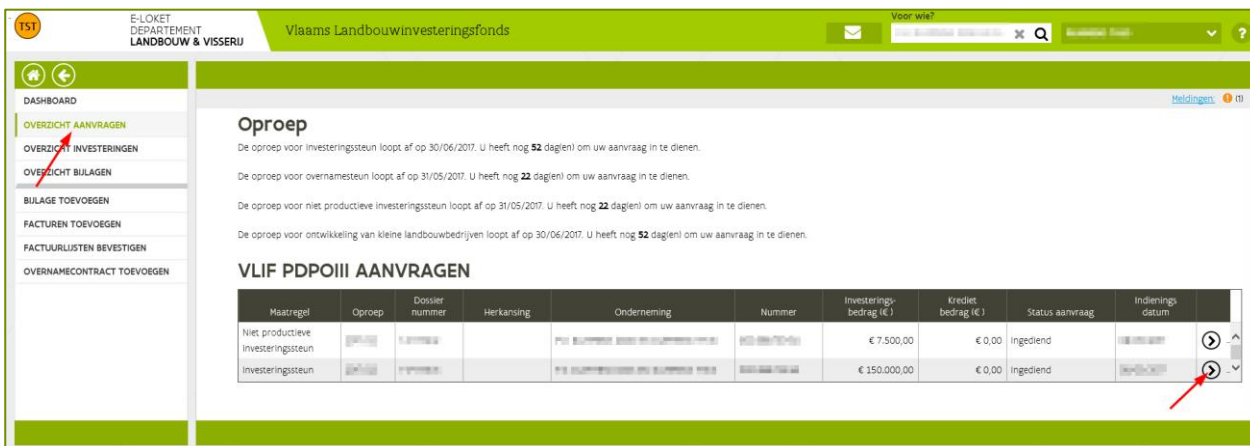 TST
E-LOKET
DEPARTEMENT
LANDBOUW & VISSERIJ
Vlaams Landbouwinvesteringsfonds
Voor wie?
?
DASHBOARD
OVERZICHT AANVRAGEN
OVERZICHT INVESTERINGEN
OVERZICHT BIJLAGEN
BIJLAGE TOEVOEGEN
FACTUREN TOEVOEGEN
FACTUURLIJSTEN BEVESTIGEN
OVERNAMECONTRACT TOEVOEGEN
Meldingen: (1)
Oproep
De oproep voor investeringssteun loopt af op 30/06/2017. U heeft nog 52 dag(en) om uw aanvraag in te dienen.
De oproep voor overnamesteun loopt af op 31/05/2017. U heeft nog 22 dag(en) om uw aanvraag in te dienen.
De oproep voor niet productieve investeringssteun loopt af op 31/05/2017. U heeft nog 22 dag(en) om uw aanvraag in te dienen.
De oproep voor ontwikkeling van kleine landbouwbedrijven loopt af op 30/06/2017. U heeft nog 52 dag(en) om uw aanvraag in te dienen.
VLIF PDPOIII AANVRAGEN
Maatregel Oproep Dossier nummer Herkansing Onderneming Nummer Investerings- bedrag (€) Krediet bedrag (€) Status aanvraag Indienings datum
Niet productieve investeringssteun € 7.500,00 € 0,00 Ingediend
Investeringssteun € 150.000,00 € 0,00 Ingediend